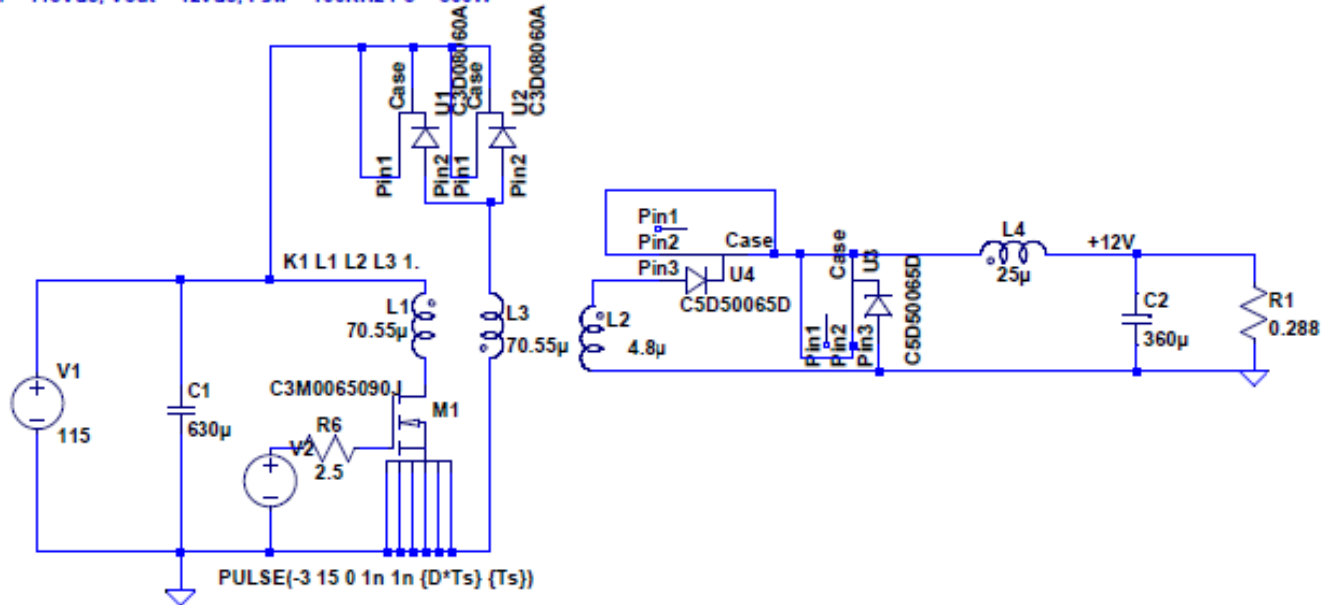 C3D08060A
C3D08060A
Case
U1
Case
U2
Pin1
Pin2
Pin1
Pin2
K1 L1 L2 L3 1.
L1
70.55µ
L3
70.55µ
V1
115
C1
630µ
C3M0065090J
M1
R6
2.5
V2
PULSE(-3 15 0 1n 1n {D*Ts} {Ts})
Pin1
Pin2
Case
Pin3
U4
C5D50065D
L2
4.8µ
Case
U3
Pin1
Pin2
Pin3
C5D50065D
L4
25µ
+12V
C2
360µ
R1
0.288